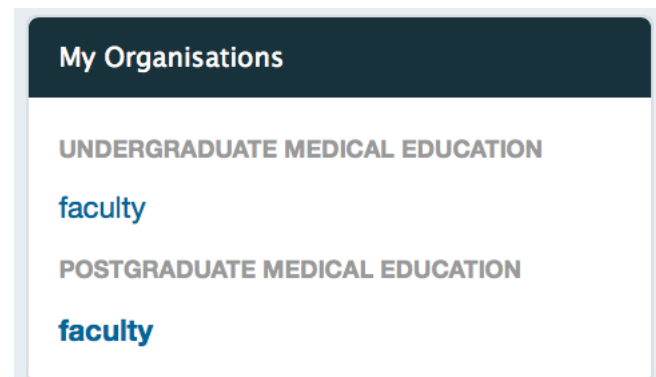 My Organisations
UNDERGRADUATE MEDICAL EDUCATION
faculty
POSTGRADUATE MEDICAL EDUCATION
faculty